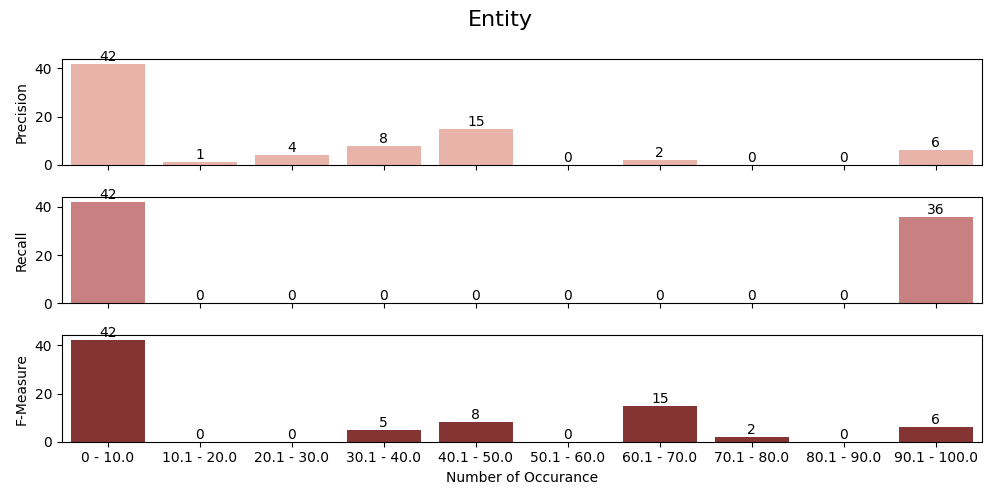 Entity
Precision
40
20
0
42
1
4
8
15
0
2
0
0
6
Recall
40
20
0
42
0
0
0
0
0
0
0
0
36
F-Measure
40
20
0
42
0
0
5
8
0
15
2
0
6
0 - 10.0
10.1 - 20.0
20.1 - 30.0
30.1 - 40.0
40.1 - 50.0
50.1 - 60.0
60.1 - 70.0
70.1 - 80.0
80.1 - 90.0
90.1 - 100.0
Number of Occurance